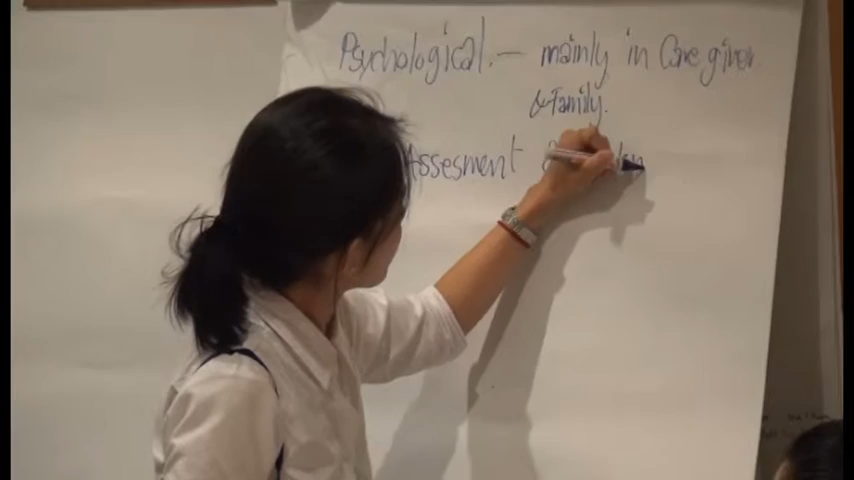 Psychological. — mainly in Care giver
& Family.
Assesment